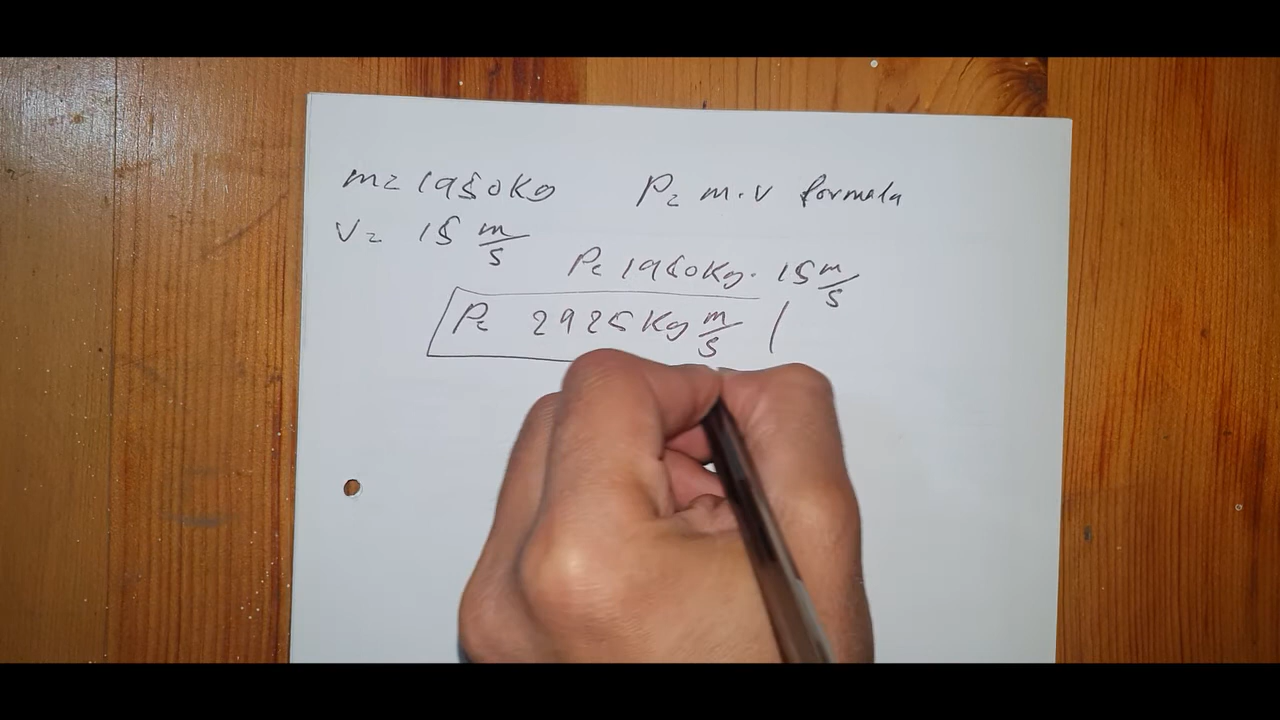 m = 1950Kg
P = m·v formula
v = 15 m/s
P = 1950Kg · 15 m/s
P = 2925 Kg m/s